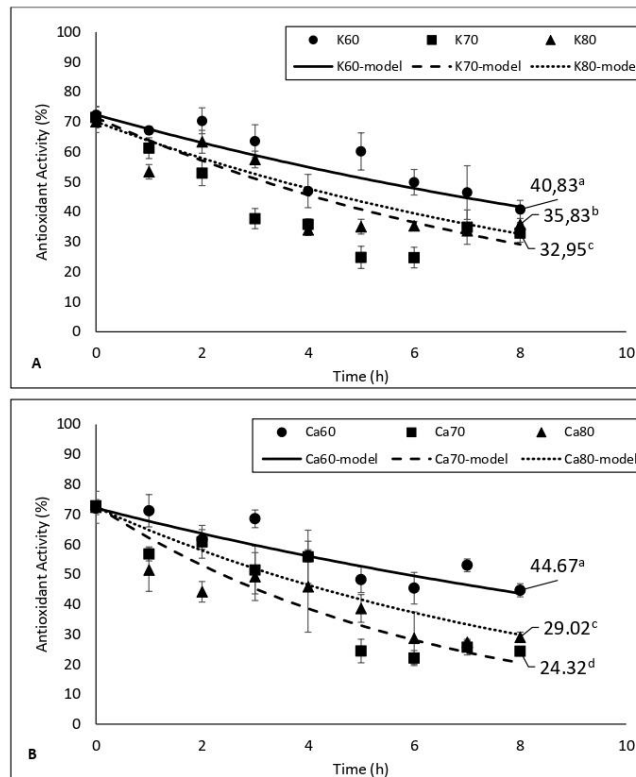 100
90
80
70
60
50
40
30
20
10
0
Antioxidant Activity (%)
K60 K70 K80
K60-model K70-model K80-model
40,83a
35,83b
32,95c
0 2 4 6 8 10
Time (h)
A
100
90
80
70
60
50
40
30
20
10
0
Antioxidant Activity (%)
Ca60 Ca70 Ca80
Ca60-model Ca70-model Ca80-model
44.67a
29.02c
24.32d
0 2 4 6 8 10
Time (h)
B